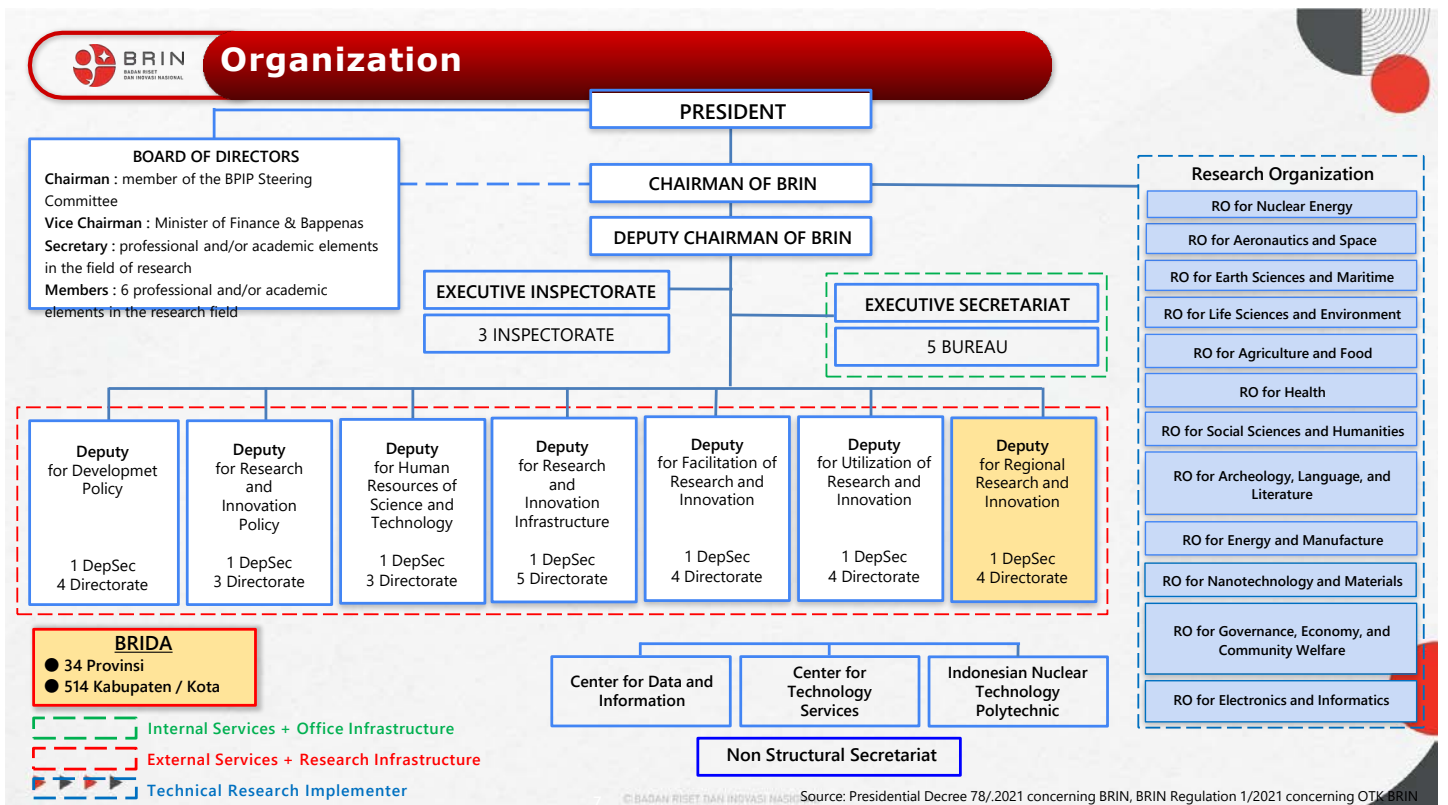 BRIN
BADAN RISET
DAN INOVASI NASIONAL
Organization
PRESIDENT
BOARD OF DIRECTORS
Chairman : member of the BPIP Steering
Committee
Vice Chairman : Minister of Finance & Bappenas
Secretary : professional and/or academic elements
in the field of research
Members : 6 professional and/or academic
elements in the research field
CHAIRMAN OF BRIN
DEPUTY CHAIRMAN OF BRIN
EXECUTIVE INSPECTORATE
3 INSPECTORATE
EXECUTIVE SECRETARIAT
5 BUREAU
Research Organization
RO for Nuclear Energy
RO for Aeronautics and Space
RO for Earth Sciences and Maritime
RO for Life Sciences and Environment
RO for Agriculture and Food
RO for Health
RO for Social Sciences and Humanities
RO for Archeology, Language, and
Literature
RO for Energy and Manufacture
RO for Nanotechnology and Materials
RO for Governance, Economy, and
Community Welfare
RO for Electronics and Informatics
Deputy
for Developmet
Policy
1 DepSec
4 Directorate
Deputy
for Research
and
Innovation
Policy
1 DepSec
3 Directorate
Deputy
for Human
Resources of
Science and
Technology
1 DepSec
3 Directorate
Deputy
for Research
and
Innovation
Infrastructure
1 DepSec
5 Directorate
Deputy
for Facilitation of
Research and
Innovation
1 DepSec
4 Directorate
Deputy
for Utilization of
Research and
Innovation
1 DepSec
4 Directorate
Deputy
for Regional
Research and
Innovation
1 DepSec
4 Directorate
BRIDA
● 34 Provinsi
● 514 Kabupaten / Kota
Internal Services + Office Infrastructure
External Services + Research Infrastructure
Technical Research Implementer
Center for Data and
Information
Center for
Technology
Services
Indonesian Nuclear
Technology
Polytechnic
Non Structural Secretariat
© BADAN RISET DAN INOVASI NASIONAL
Source: Presidential Decree 78/.2021 concerning BRIN, BRIN Regulation 1/2021 concerning OTK BRIN